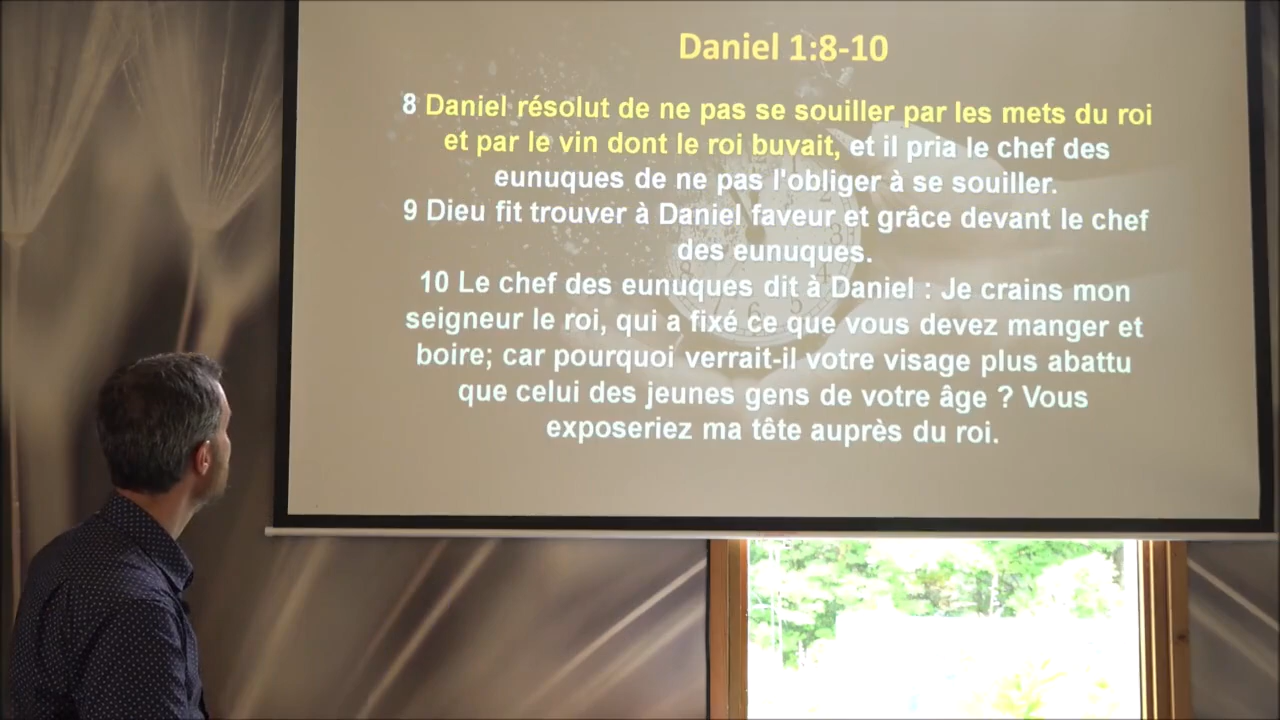 Daniel 1:8-10
8 Daniel résolut de ne pas se souiller par les mets du roi
et par le vin dont le roi buvait, et il pria le chef des
eunuques de ne pas l'obliger à se souiller.
9 Dieu fit trouver à Daniel faveur et grâce devant le chef
des eunuques.
10 Le chef des eunuques dit à Daniel : Je crains mon
seigneur le roi, qui a fixé ce que vous devez manger et
boire; car pourquoi verrait-il votre visage plus abattu
que celui des jeunes gens de votre âge ? Vous
exposeriez ma tête auprès du roi.